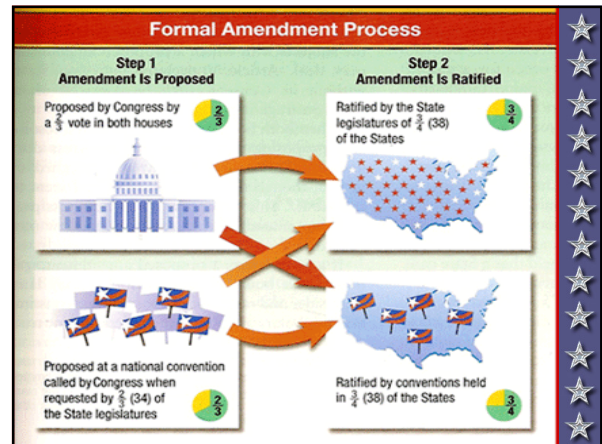 Formal Amendment Process
Step 1
Amendment Is Proposed
Proposed by Congress by
a 2/3 vote in both houses
2/3
Proposed at a national convention
called by Congress when
requested by 2/3 (34) of
the State legislatures
2/3
Step 2
Amendment Is Ratified
Ratified by the State
legislatures of 3/4 (38)
of the States
3/4
Ratified by conventions held
in 3/4 (38) of the States
3/4